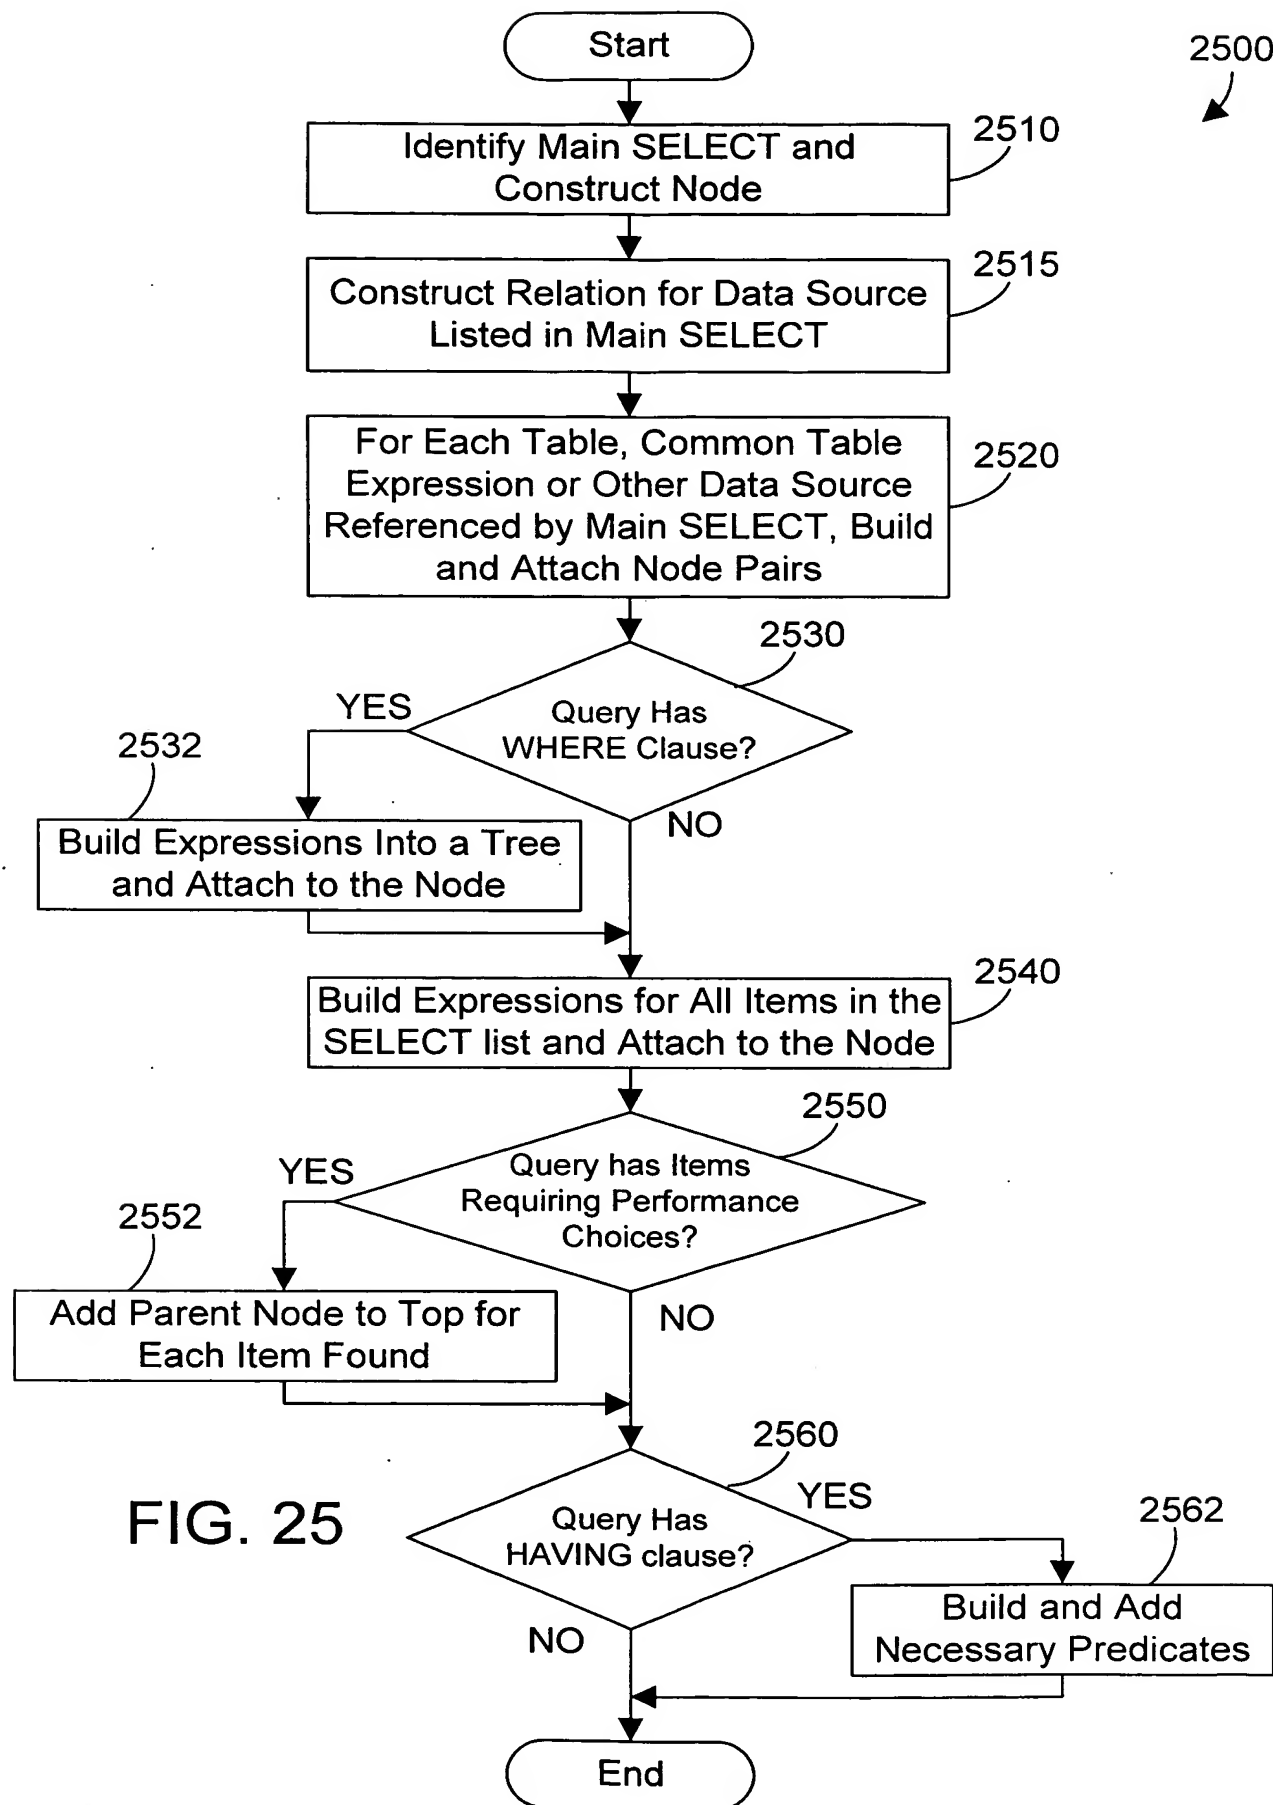 Start
2500
2510
Identify Main SELECT and
Construct Node
2515
Construct Relation for Data Source
Listed in Main SELECT
For Each Table, Common Table
Expression or Other Data Source
Referenced by Main SELECT, Build
and Attach Node Pairs
2520
2530
YES
Query Has
WHERE Clause?
2532
NO
Build Expressions Into a Tree
and Attach to the Node
2540
Build Expressions for All Items in the
SELECT list and Attach to the Node
2550
YES
Query has Items
Requiring Performance
Choices?
2552
Add Parent Node to Top for
Each Item Found
NO
2560
YES
FIG. 25
Query Has
HAVING clause?
2562
NO
Build and Add
Necessary Predicates
End